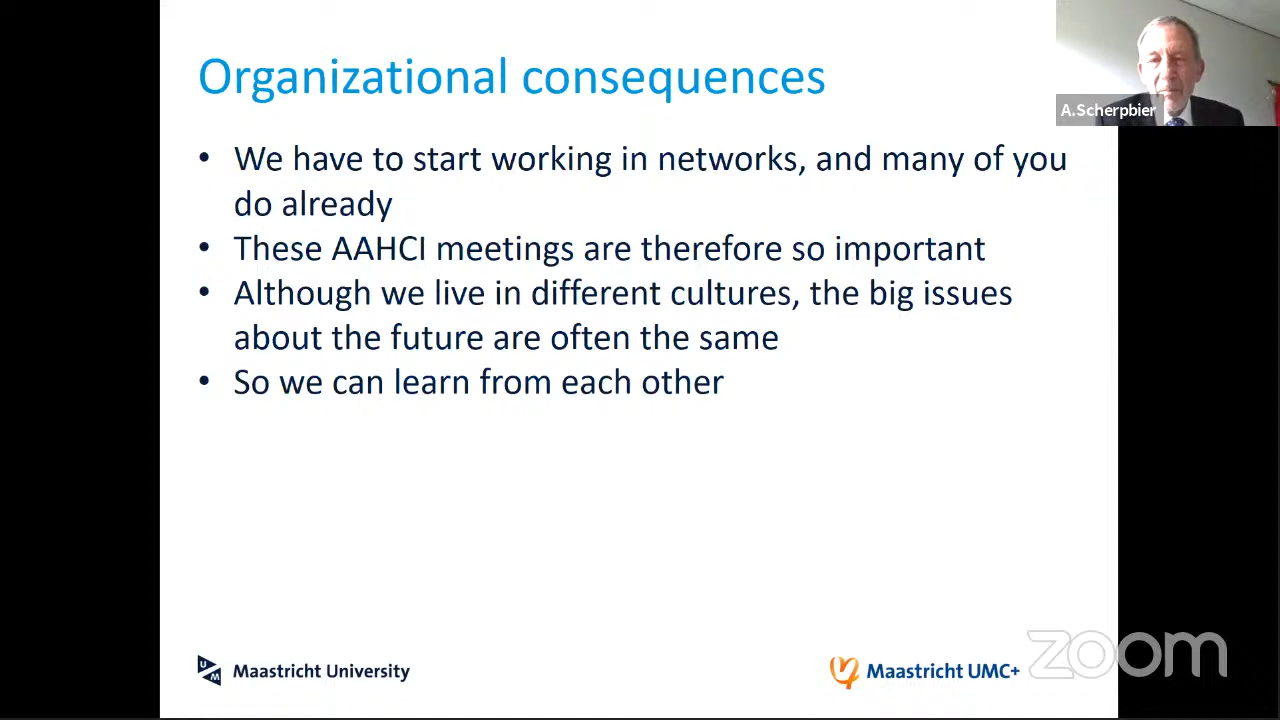 Organizational consequences
A.Scherpbier
• We have to start working in networks, and many of you
do already
• These AAHCI meetings are therefore so important
• Although we live in different cultures, the big issues
about the future are often the same
• So we can learn from each other
U
M
Maastricht University
Maastricht UMC+
zoom